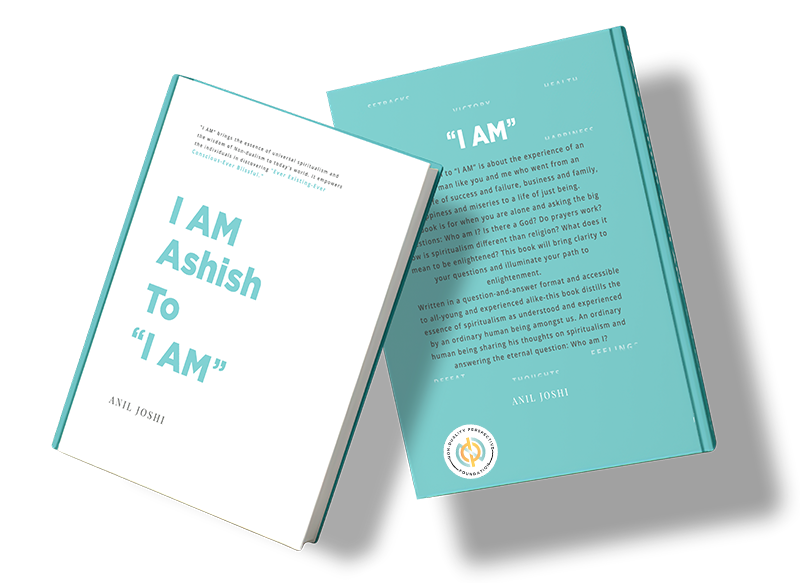 "I AM" brings the essence of universal spiritualism and
the wisdom of Non-dualism to today's world. It empowers
the individuals in discovering "Ever Existing-Ever
Conscious-Ever Blissful."
I AM
Ashish
To
“I AM”
ANIL JOSHI
HEALTH
VICTORY
HAPPINESS
“I AM”
to "I AM" is about the experience of an
man like you and me who went from an
of success and failure, business and family,
and miseries to a life of just being.
book is for when you are alone and asking the big
Who am I? Is there a God? Do prayers work?
is spiritualism different than religion? What does it
mean to be enlightened? This book will bring clarity to
your questions and illuminate your path to
enlightenment.
Written in a question-and-answer format and accessible
to all-young and experienced alike-this book distills the
essence of spiritualism as understood and experienced
by an ordinary human being amongst us. An ordinary
human being sharing his thoughts on spiritualism and
answering the eternal question: Who am I?
DEFEAT
THOUGHTS
FEELING
ANIL JOSHI
NON-DUALITY PERSPECTIVE
FOUNDATION